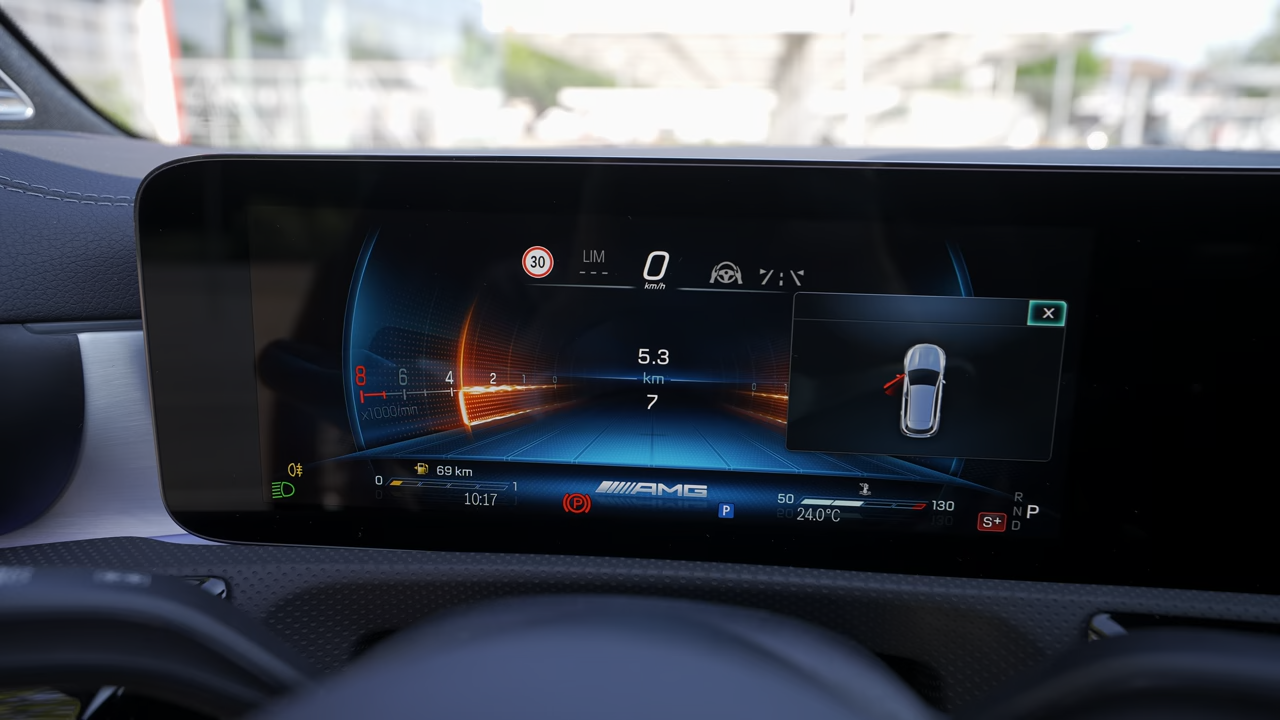 30
LIM
---
0
km/h
5.3
km
7
8 6 4 2 1 0
x1000/min
0 1
69 km
0 1
10:17
P
AMG
P
50 130
24.0°C
S+
R
N P
D
✕